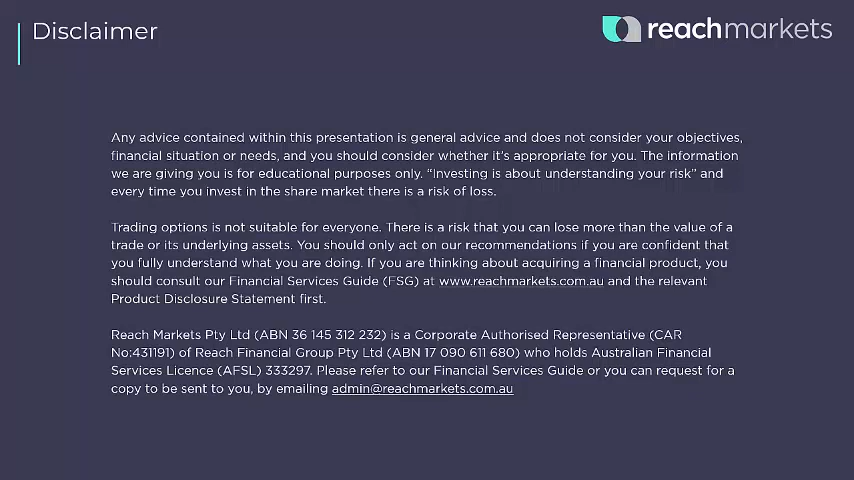 Disclaimer
reachmarkets
Any advice contained within this presentation is general advice and does not consider your objectives,
financial situation or needs, and you should consider whether it's appropriate for you. The information
we are giving you is for educational purposes only. “Investing is about understanding your risk” and
every time you invest in the share market there is a risk of loss.
Trading options is not suitable for everyone. There is a risk that you can lose more than the value of a
trade or its underlying assets. You should only act on our recommendations if you are confident that
you fully understand what you are doing. If you are thinking about acquiring a financial product, you
should consult our Financial Services Guide (FSG) at www.reachmarkets.com.au and the relevant
Product Disclosure Statement first.
Reach Markets Pty Ltd (ABN 36 145 312 232) is a Corporate Authorised Representative (CAR
No:431191) of Reach Financial Group Pty Ltd (ABN 17 090 611 680) who holds Australian Financial
Services Licence (AFSL) 333297. Please refer to our Financial Services Guide or you can request for a
copy to be sent to you, by emailing admin@reachmarkets.com.au